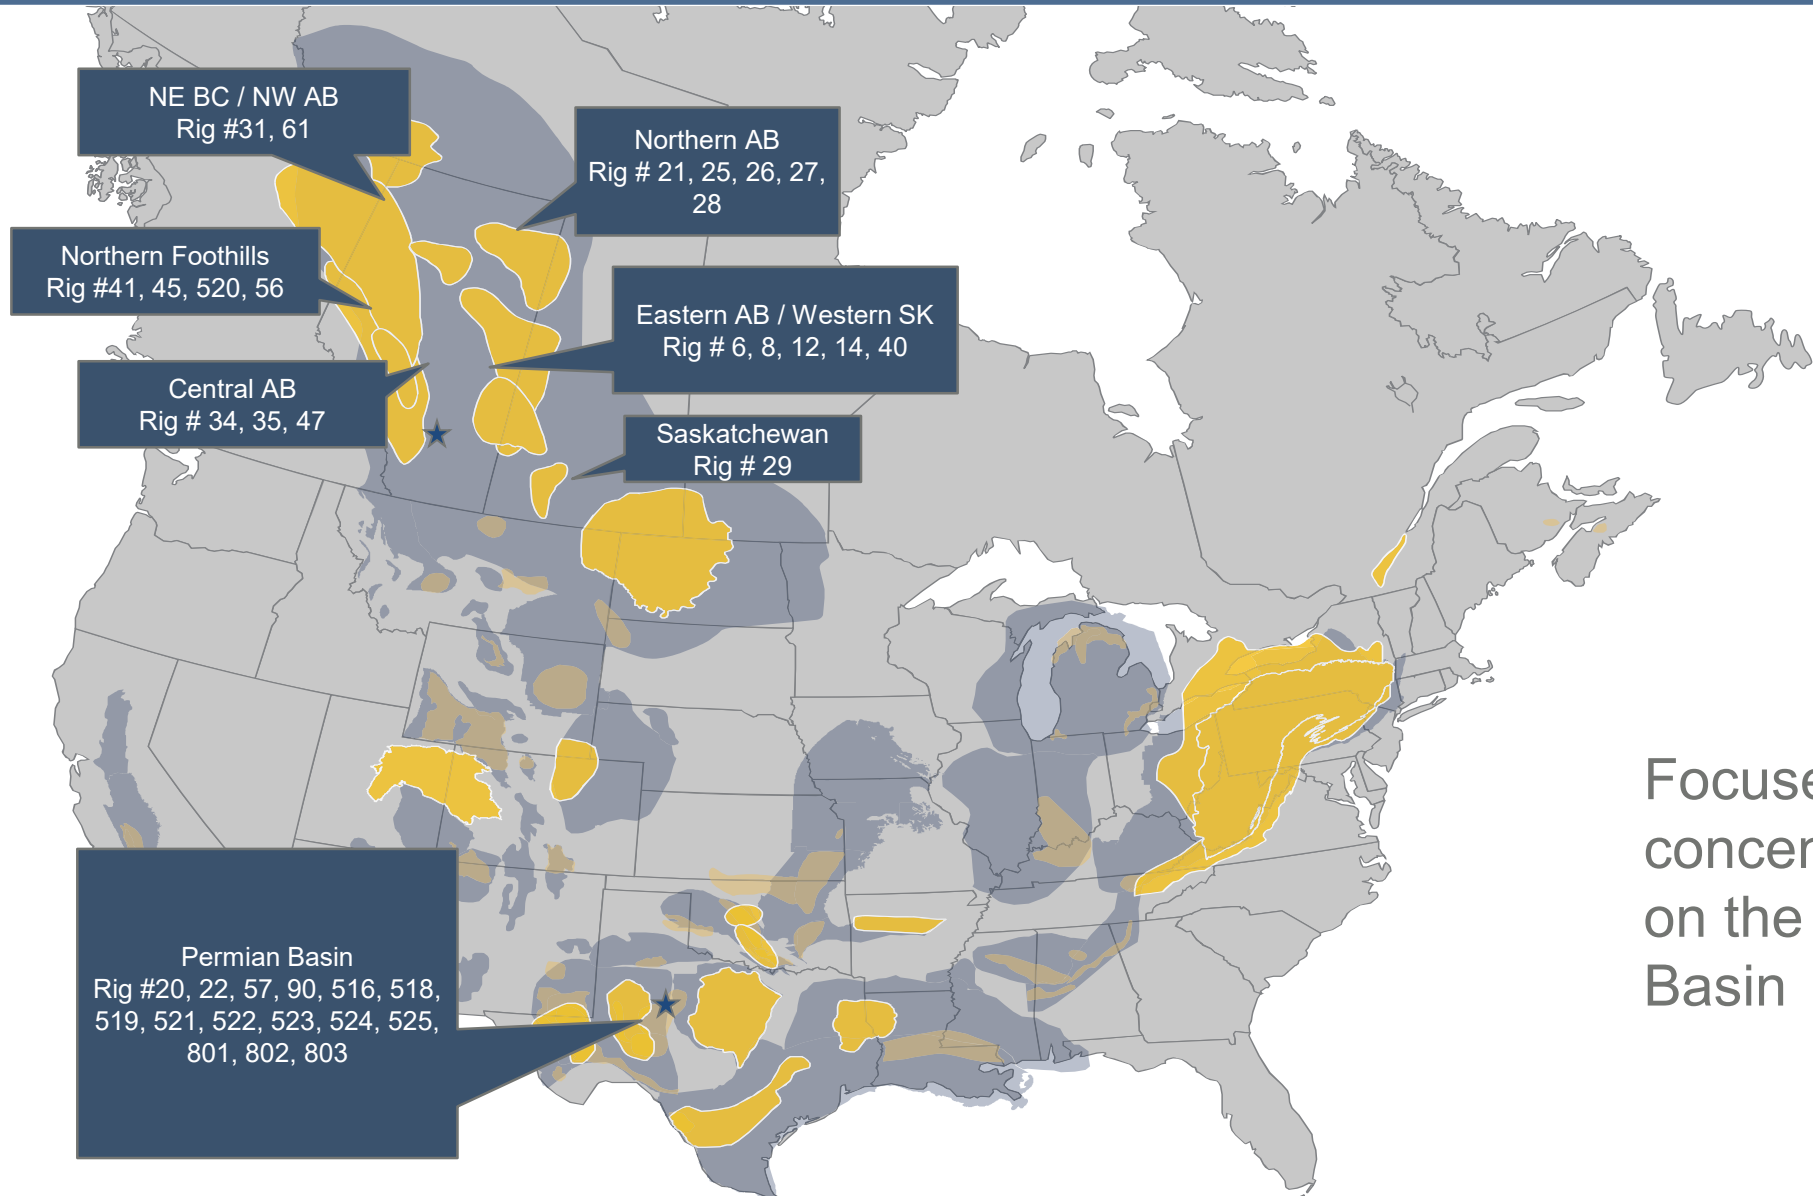 NE BC / NW AB
Rig #31, 61
Northern AB
Rig # 21, 25, 26, 27,
28
Northern Foothills
Rig #41, 45, 520, 56
Eastern AB / Western SK
Rig # 6, 8, 12, 14, 40
Central AB
Rig # 34, 35, 47
Saskatchewan
Rig # 29
Permian Basin
Rig #20, 22, 57, 90, 516, 518,
519, 521, 522, 523, 524, 525,
801, 802, 803
on the
Basin